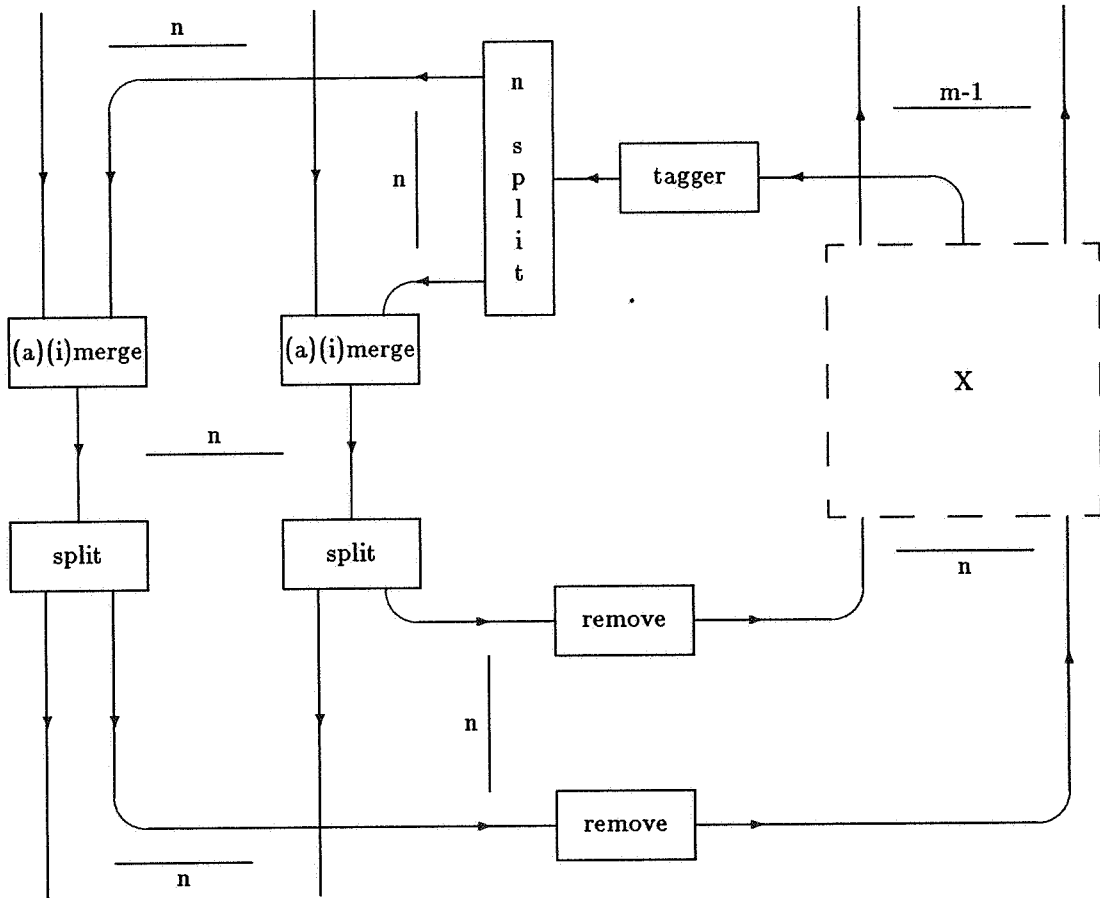 n
n
split
m-1
n
tagger
(a)(i)merge
(a)(i)merge
X
n
split
split
n
remove
n
remove
n